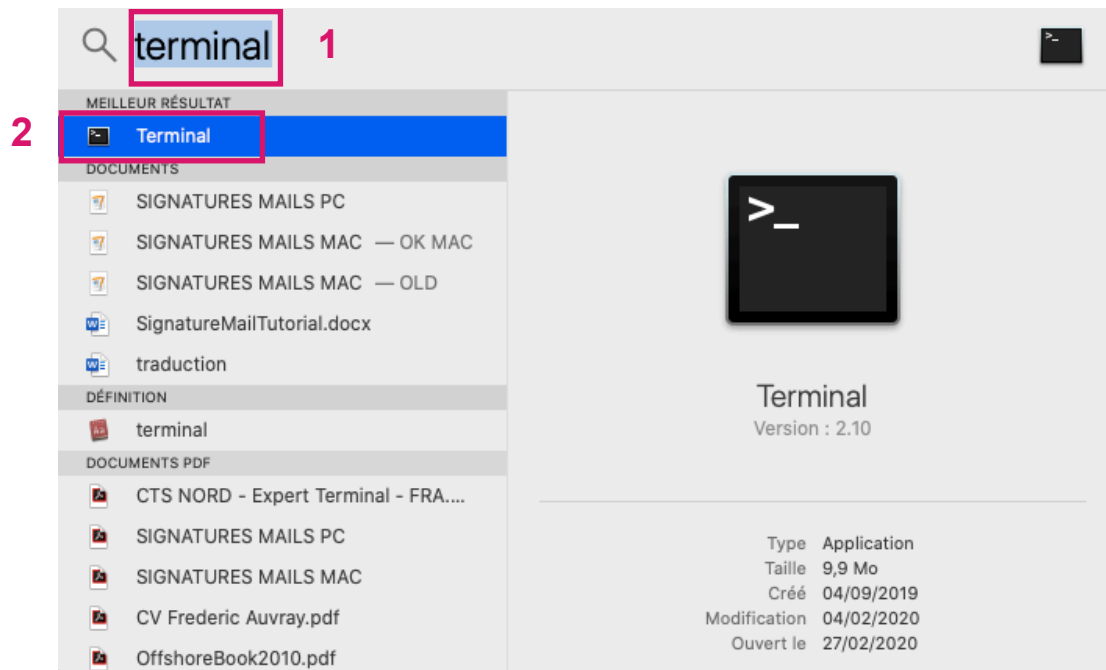 terminal 1
MEILLEUR RÉSULTAT
2 Terminal
DOCUMENTS
SIGNATURES MAILS PC
SIGNATURES MAILS MAC — OK MAC
SIGNATURES MAILS MAC — OLD
SignatureMailTutorial.docx
traduction
DÉFINITION
terminal
DOCUMENTS PDF
CTS NORD - Expert Terminal - FRA....
SIGNATURES MAILS PC
SIGNATURES MAILS MAC
CV Frederic Auvray.pdf
OffshoreBook2010.pdf
>_
Terminal
Version : 2.10
Type Application
Taille 9,9 Mo
Créé 04/09/2019
Modification 04/02/2020
Ouvert le 27/02/2020